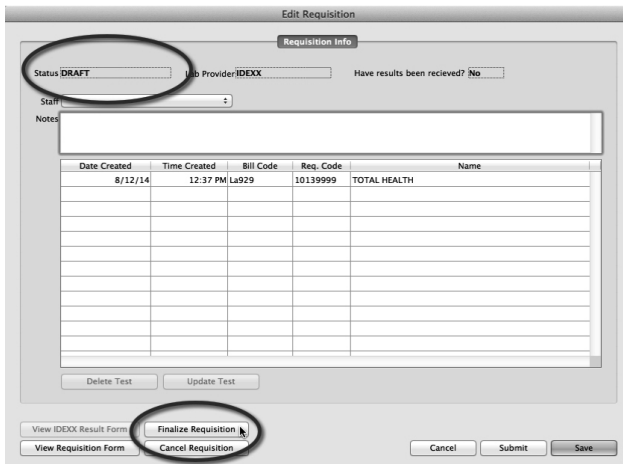 Edit Requisition
Requisition Info
Status DRAFT Lab Provider IDEXX Have results been recieved? No
Staff
Notes
Date Created Time Created Bill Code Req. Code Name
8/12/14 12:37 PM La929 10139999 TOTAL HEALTH
Delete Test Update Test
View IDEXX Result Form Finalize Requisition
View Requisition Form Cancel Requisition Cancel Submit Save